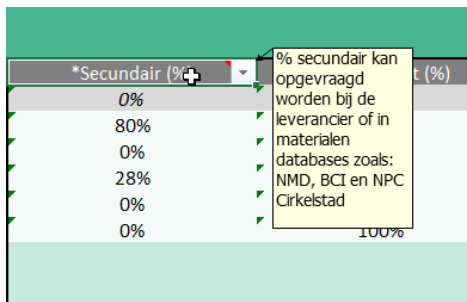 *Secundair (%)
t (%)
0%
80%
0%
28%
0%
0%
100%
% secundair kan
opgevraagd
worden bij de
leverancier of in
materialen
databases zoals:
NMD, BCI en NPC
Cirkelstad